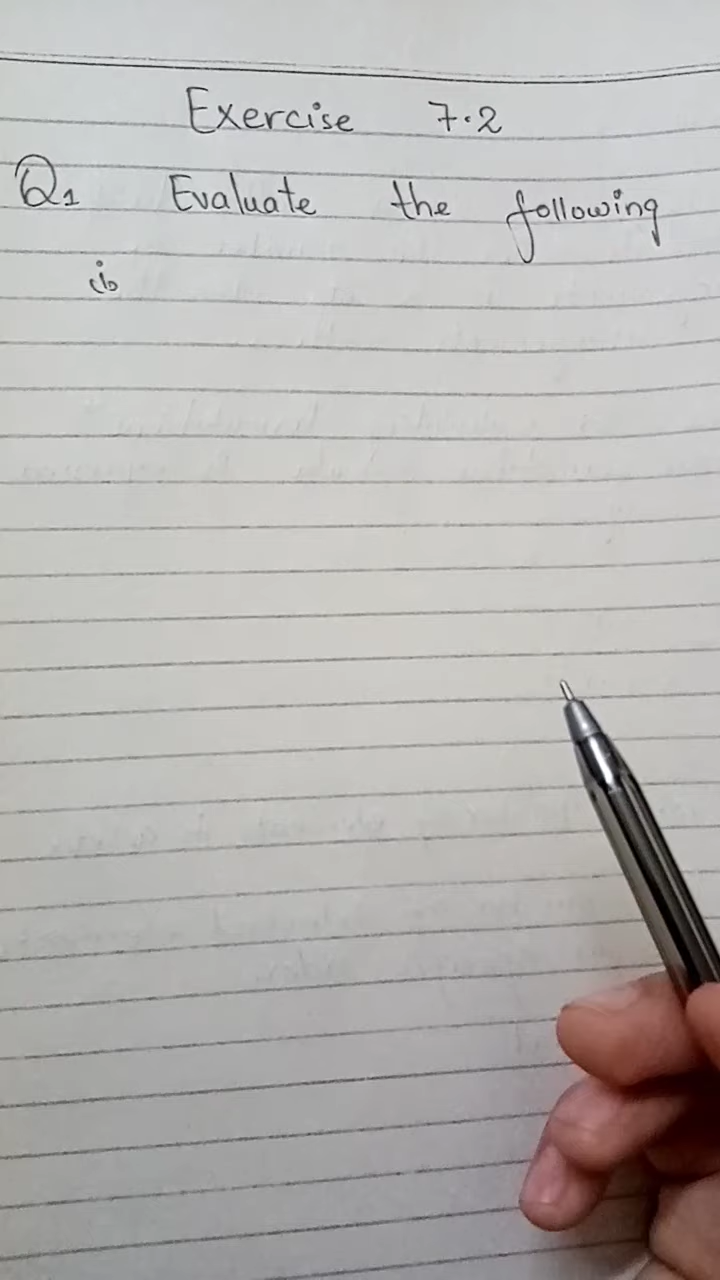 Exercise 7.2
Q1 Evaluate the following
i)